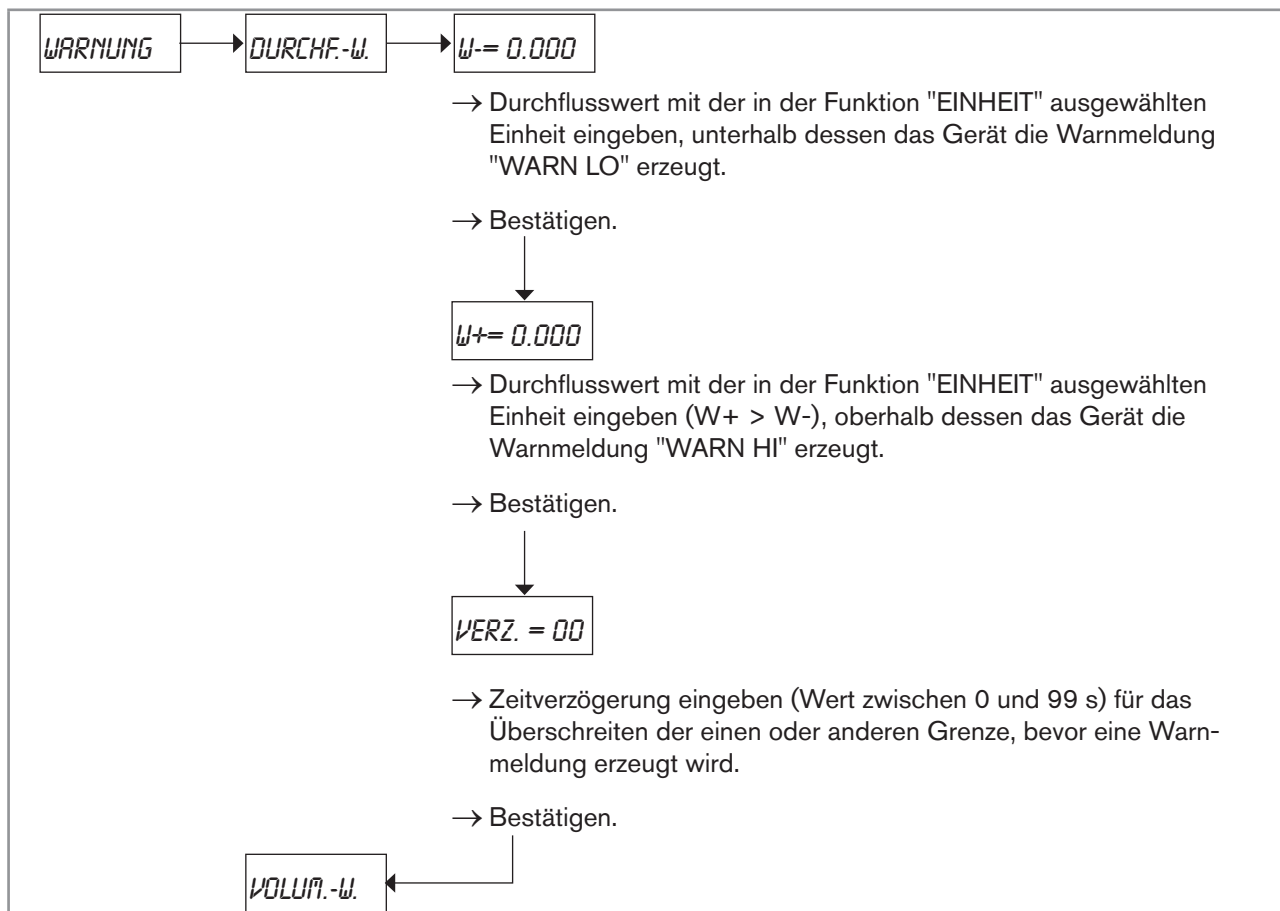 WARNUNG DURCHF.-W. W-= 0.000
→ Durchflusswert mit der in der Funktion "EINHEIT" ausgewählten
Einheit eingeben, unterhalb dessen das Gerät die Warnmeldung
"WARN LO" erzeugt.
→ Bestätigen.
W+= 0.000
→ Durchflusswert mit der in der Funktion "EINHEIT" ausgewählten
Einheit eingeben (W+ > W-), oberhalb dessen das Gerät die
Warnmeldung "WARN HI" erzeugt.
→ Bestätigen.
VERZ. = 00
→ Zeitverzögerung eingeben (Wert zwischen 0 und 99 s) für das
Überschreiten der einen oder anderen Grenze, bevor eine Warn-
meldung erzeugt wird.
→ Bestätigen.
VOLUM.-W.